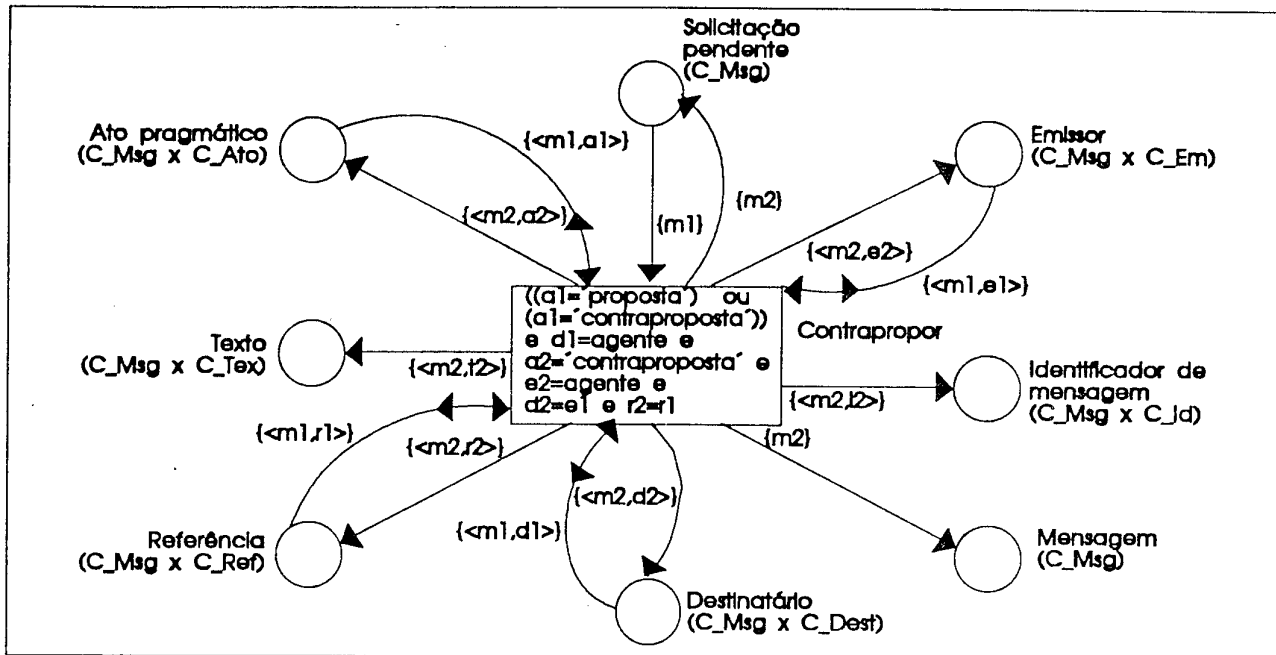 Solicitação
pendente
(C_Msg)
Ato pragmático
(C_Msg x C_Ato)
{<m1,a1>}
Emissor
(C_Msg x C_Em)
{m2}
{<m2,a2>}
{m1}
{<m2,e2>}
{<m1,e1>}
((a1=´proposta´) ou
(a1=´contraproposta´))
e d1=agente e
a2=´contraproposta´ e
e2=agente e
d2=e1 e r2=r1
Contrapropor
Texto
(C_Msg x C_Tex)
{<m2,t2>}
Identificador de
mensagem
(C_Msg x C_Id)
{<m2,i2>}
{<m1,r1>}
{<m2,r2>}
{m2}
{<m2,d2>}
{<m1,d1>}
Referência
(C_Msg x C_Ref)
Mensagem
(C_Msg)
Destinatário
(C_Msg x C_Dest)